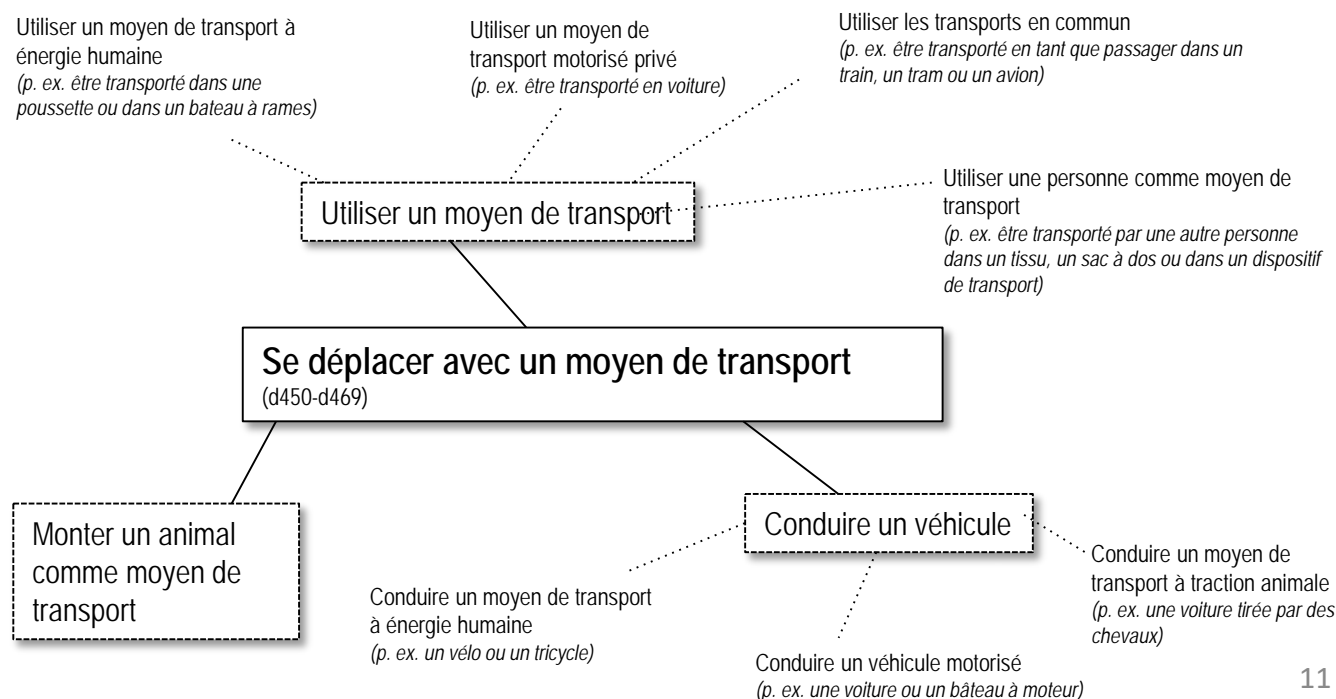 Utiliser un moyen de transport à
énergie humaine
(p. ex. être transporté dans une
poussette ou dans un bateau à rames)
Utiliser un moyen de
transport motorisé privé
(p. ex. être transporté en voiture)
Utiliser les transports en commun
(p. ex. être transporté en tant que passager dans un
train, un tram ou un avion)
Utiliser un moyen de transport
Utiliser une personne comme moyen de
transport
(p. ex. être transporté par une autre personne
dans un tissu, un sac à dos ou dans un dispositif
de transport)
Se déplacer avec un moyen de transport
(d450-d469)
Monter un animal
comme moyen de
transport
Conduire un véhicule
Conduire un moyen de transport
à énergie humaine
(p. ex. un vélo ou un tricycle)
Conduire un véhicule motorisé
(p. ex. une voiture ou un bâteau à moteur)
Conduire un moyen de
transport à traction animale
(p. ex. une voiture tirée par des
chevaux)
11